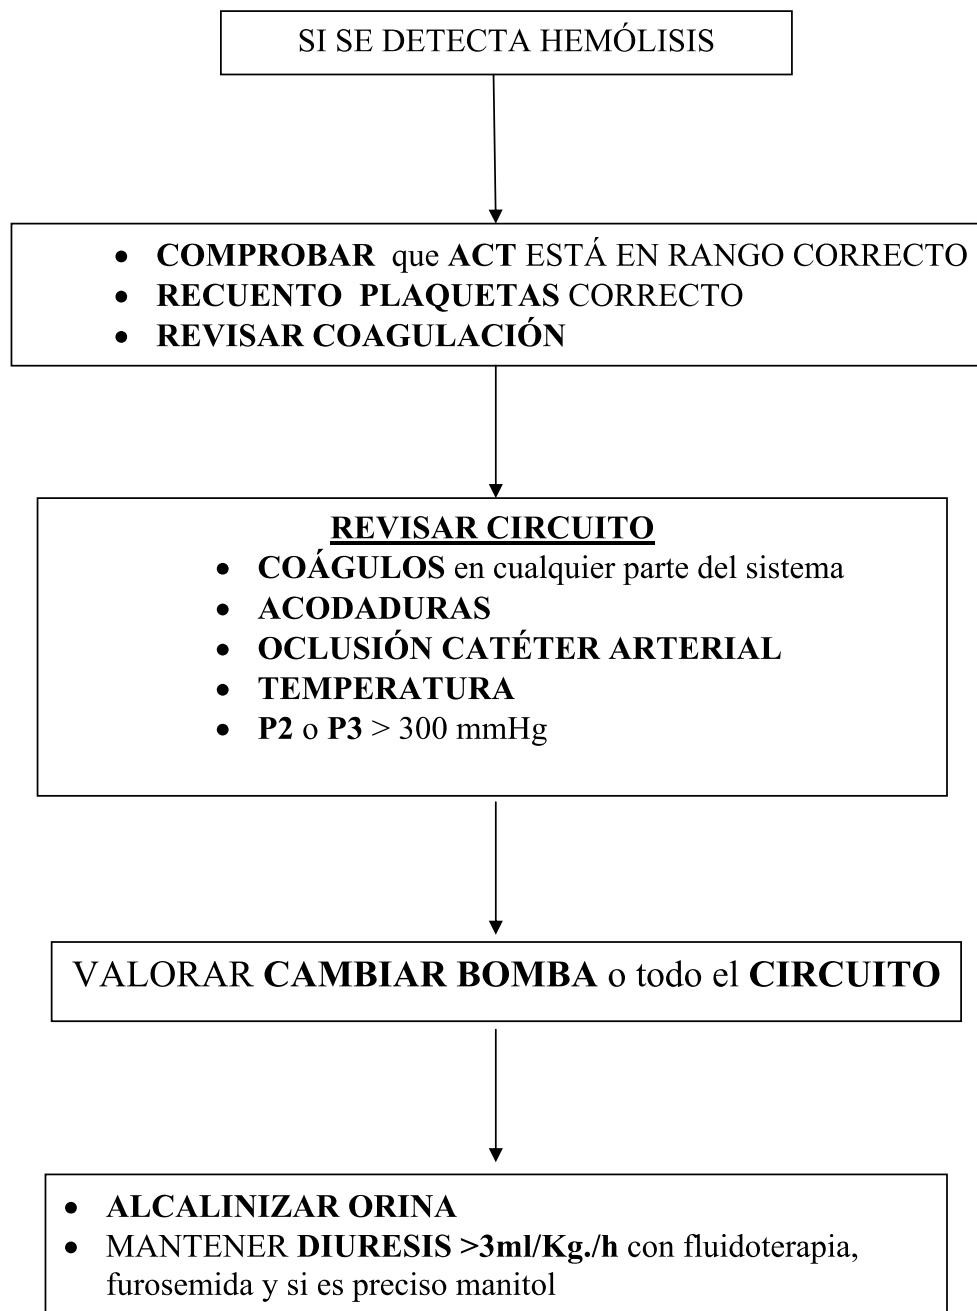 SI SE DETECTA HEMÓLISIS
• COMPROBAR que ACT ESTÁ EN RANGO CORRECTO
• RECUENTO PLAQUETAS CORRECTO
• REVISAR COAGULACIÓN
REVISAR CIRCUITO
• COÁGULOS en cualquier parte del sistema
• ACODADURAS
• OCLUSIÓN CATÉTER ARTERIAL
• TEMPERATURA
• P2 o P3 > 300 mmHg
VALORAR CAMBIAR BOMBA o todo el CIRCUITO
• ALCALINIZAR ORINA
• MANTENER DIURESIS >3ml/Kg./h con fluidoterapia,
furosemida y si es preciso manitol